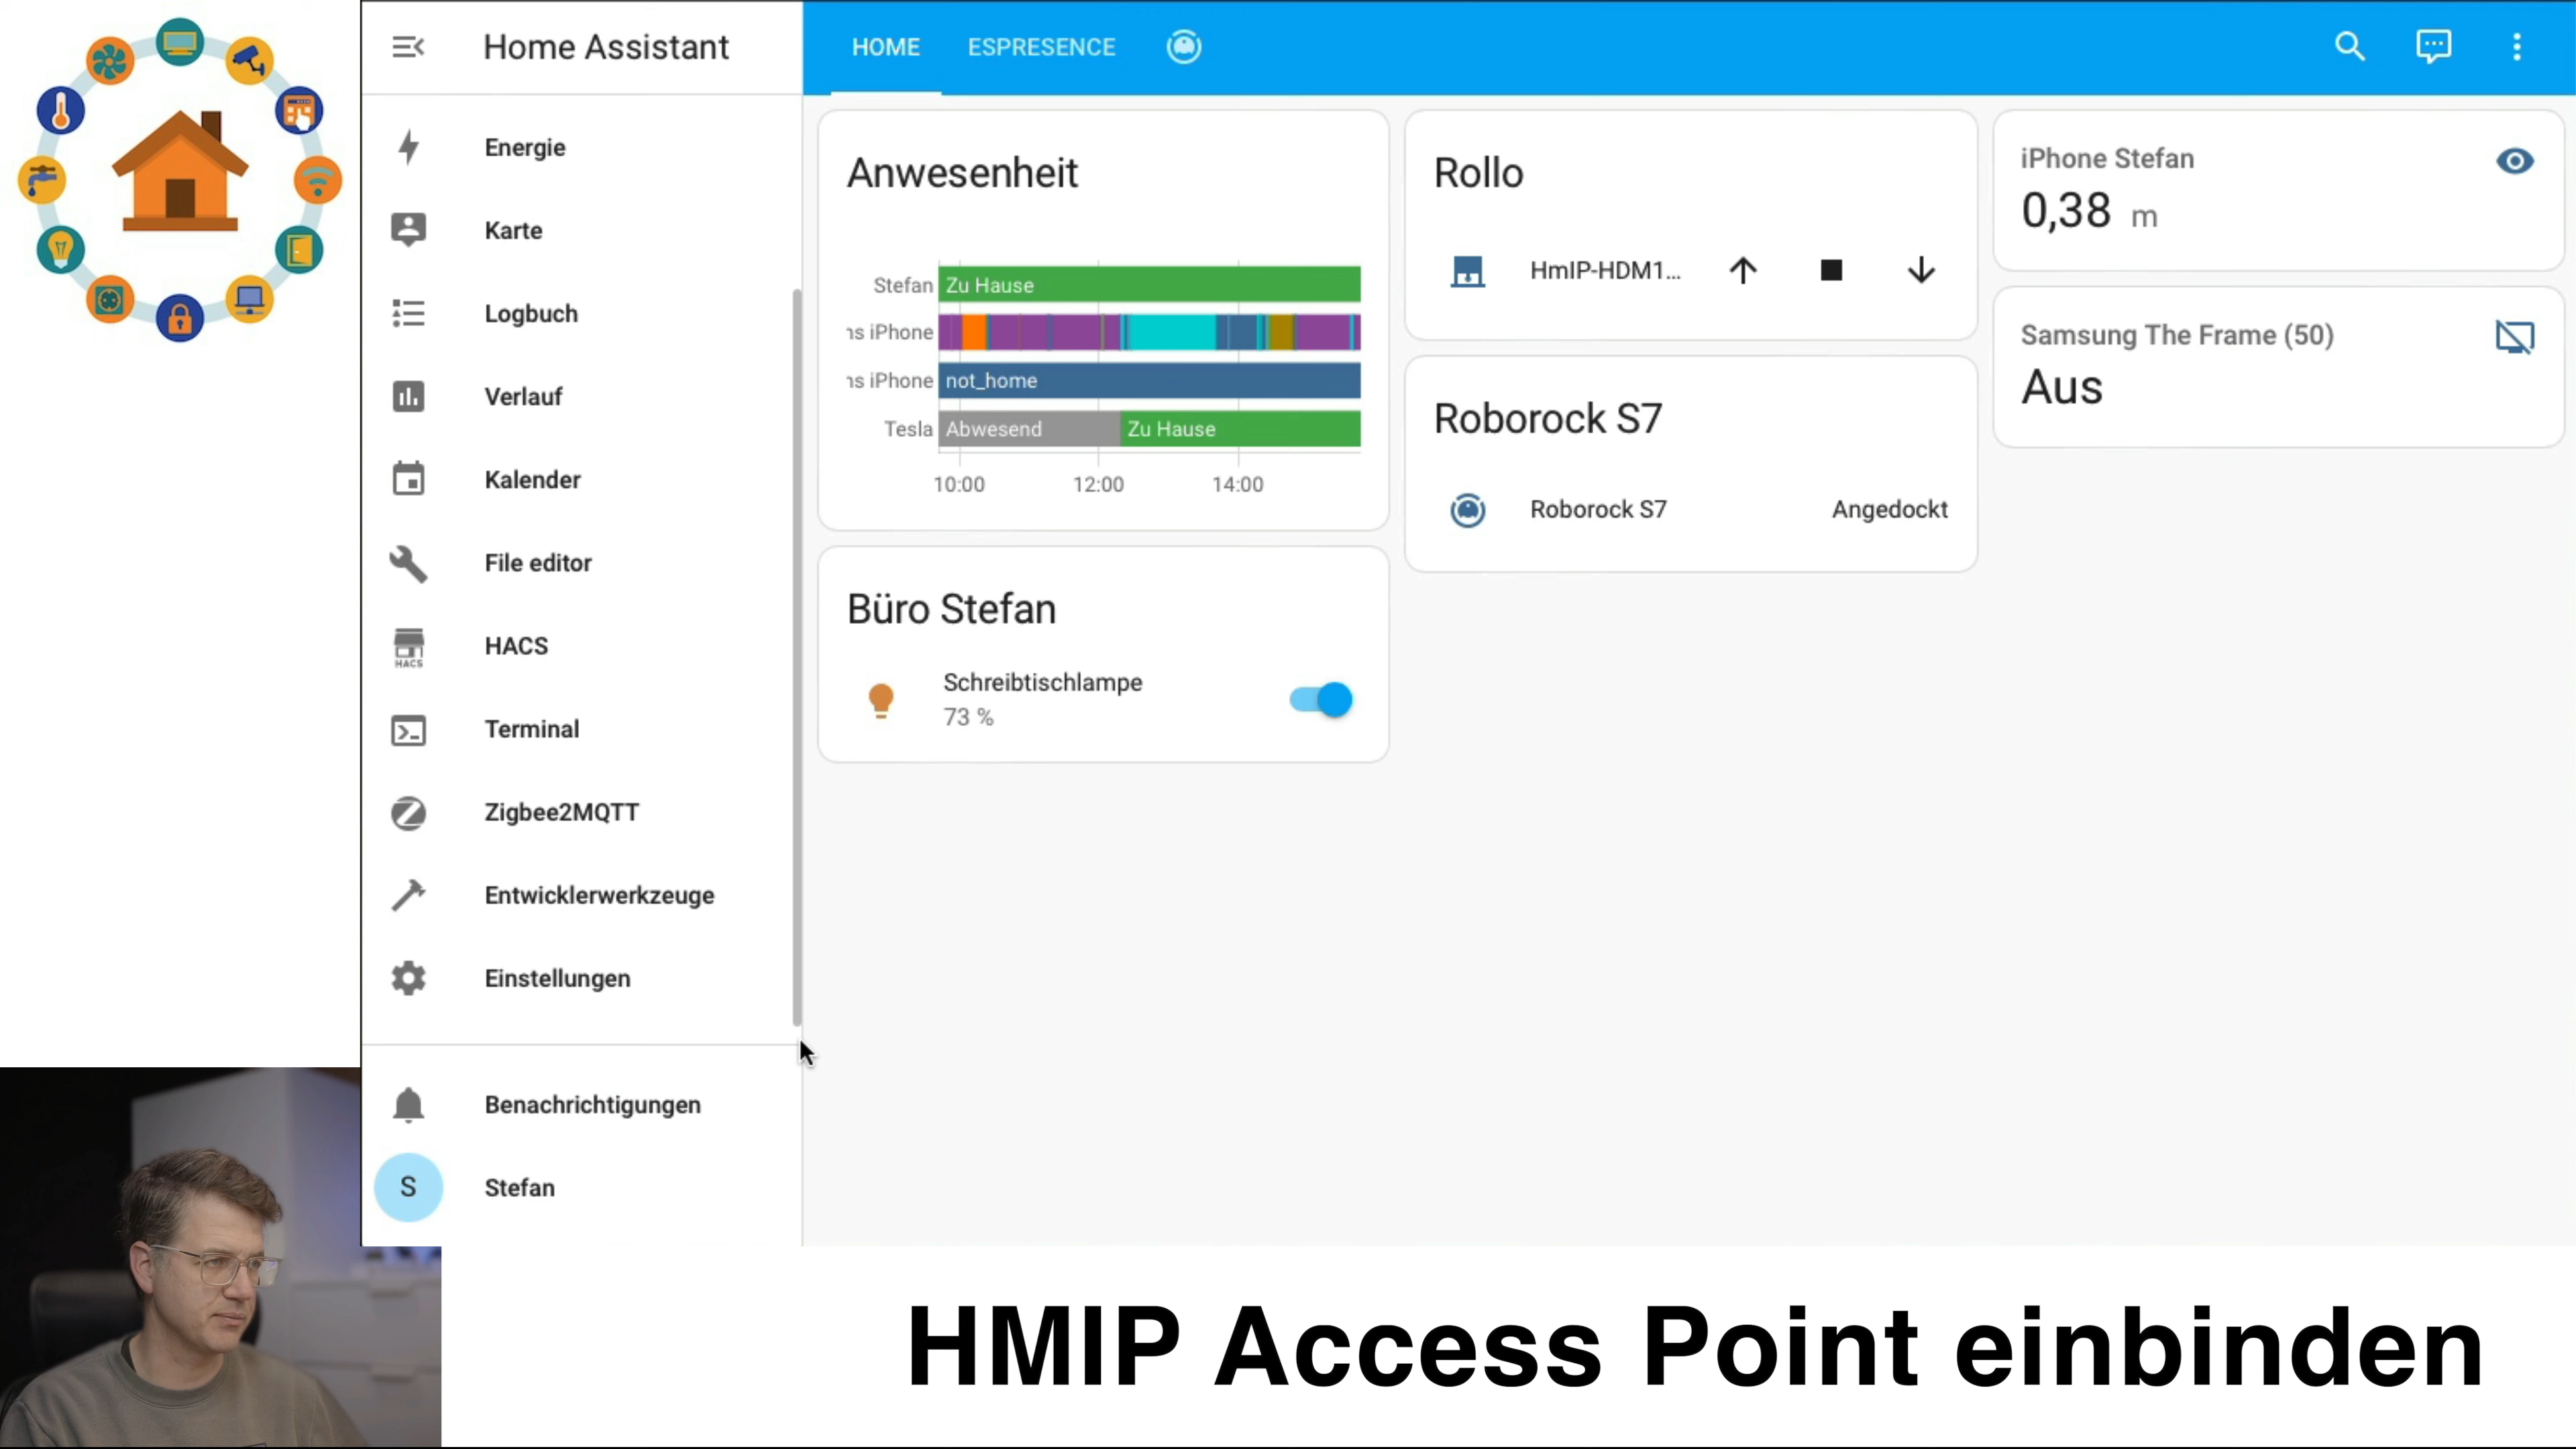 Home Assistant
HOME
ESPRESENCE
Energie
Karte
Logbuch
Verlauf
Kalender
File editor
HACS
HACS
Terminal
Zigbee2MQTT
Entwicklerwerkzeuge
Einstellungen
Benachrichtigungen
S
Stefan
Anwesenheit
Stefan
Zu Hause
ns iPhone
ns iPhone
not_home
Tesla
Abwesend
Zu Hause
10:00 12:00 14:00
Büro Stefan
Schreibtischlampe
73 %
Rollo
HmIP-HDM1...
Roborock S7
Roborock S7
Angedockt
iPhone Stefan
0,38 m
Samsung The Frame (50)
Aus
HMIP Access Point einbinden